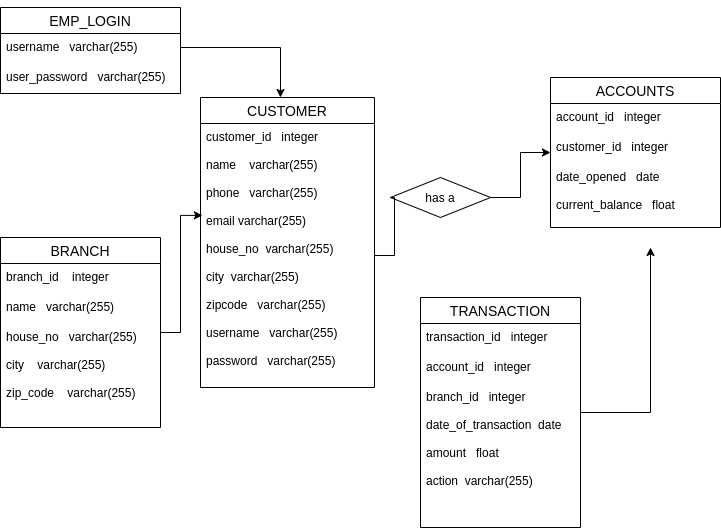 EMP_LOGIN
username varchar(255)
user_password varchar(255)
CUSTOMER
customer_id integer
name varchar(255)
phone varchar(255)
email varchar(255)
house_no varchar(255)
city varchar(255)
zipcode varchar(255)
username varchar(255)
password varchar(255)
BRANCH
branch_id integer
name varchar(255)
house_no varchar(255)
city varchar(255)
zip_code varchar(255)
has a
ACCOUNTS
account_id integer
customer_id integer
date_opened date
current_balance float
TRANSACTION
transaction_id integer
account_id integer
branch_id integer
date_of_transaction date
amount float
action varchar(255)